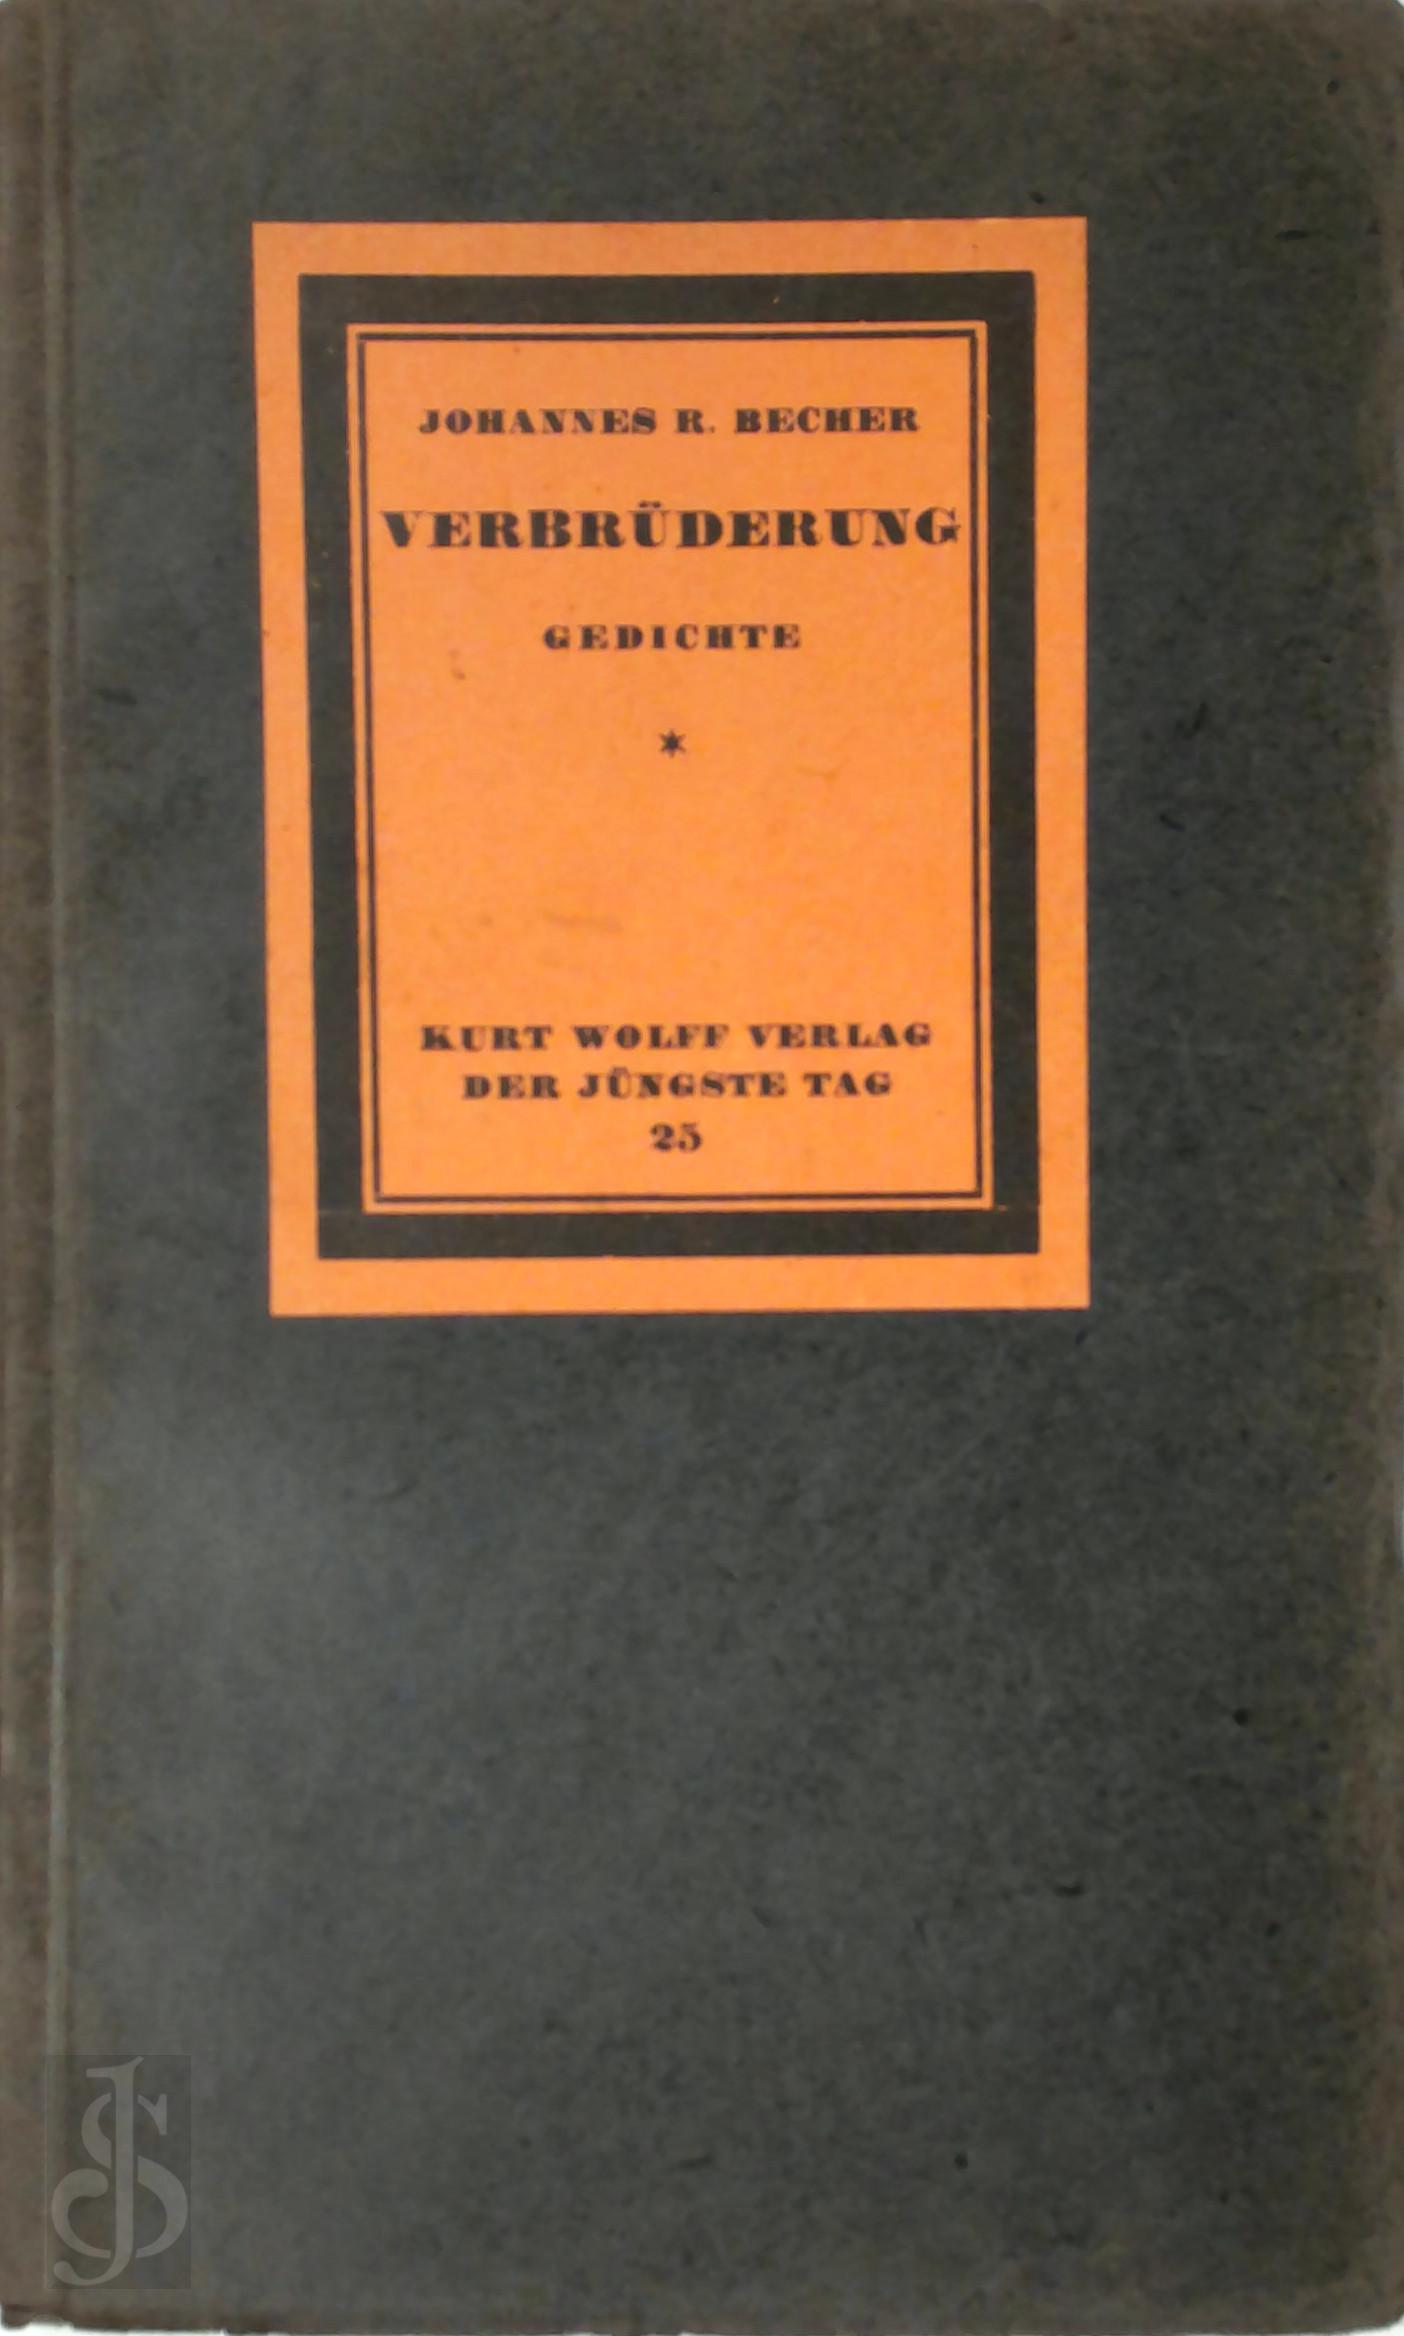 JOHANNES R. BECHER
VERBRÜDERUNG
GEDICHTE
*
KURT WOLFF VERLAG
DER JÜNGSTE TAG
25